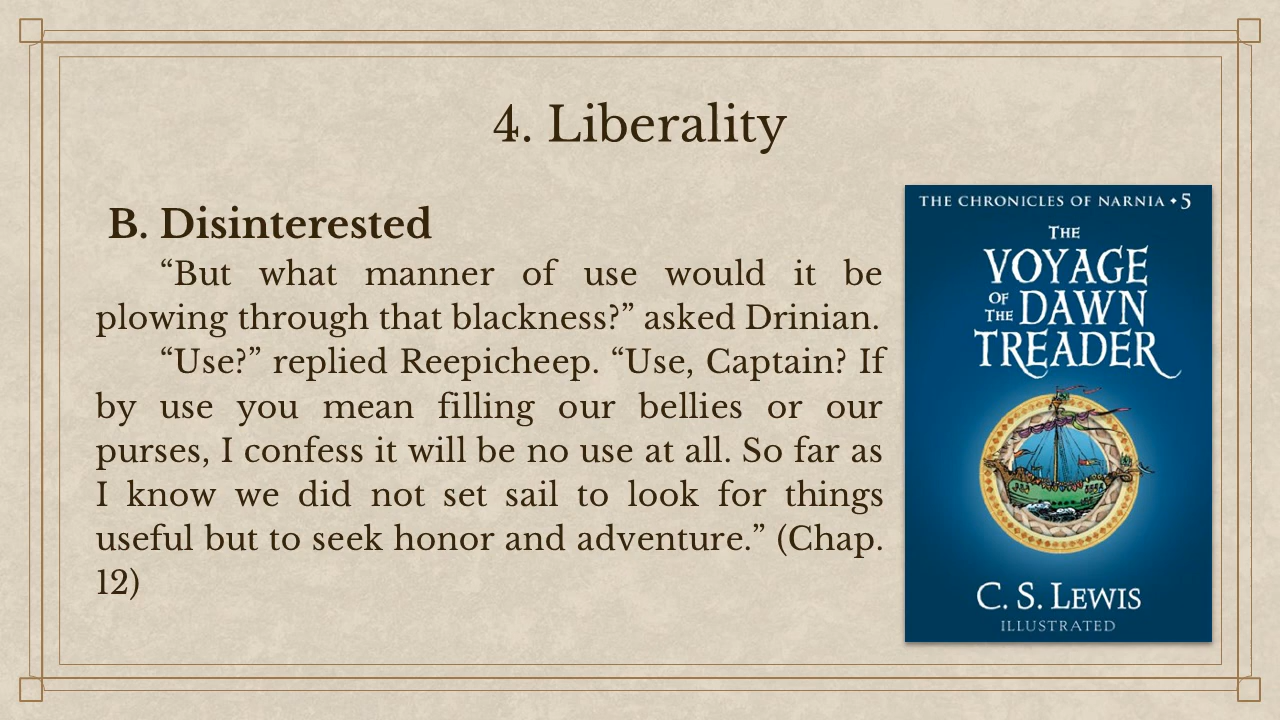 4. Liberality
B. Disinterested
“But what manner of use would it be
plowing through that blackness?” asked Drinian.
“Use?” replied Reepicheep. “Use, Captain? If
by use you mean filling our bellies or our
purses, I confess it will be no use at all. So far as
I know we did not set sail to look for things
useful but to seek honor and adventure.” (Chap.
12)
THE CHRONICLES OF NARNIA • 5
THE
VOYAGE
OF THE DAWN
TREADER
C. S. LEWIS
ILLUSTRATED